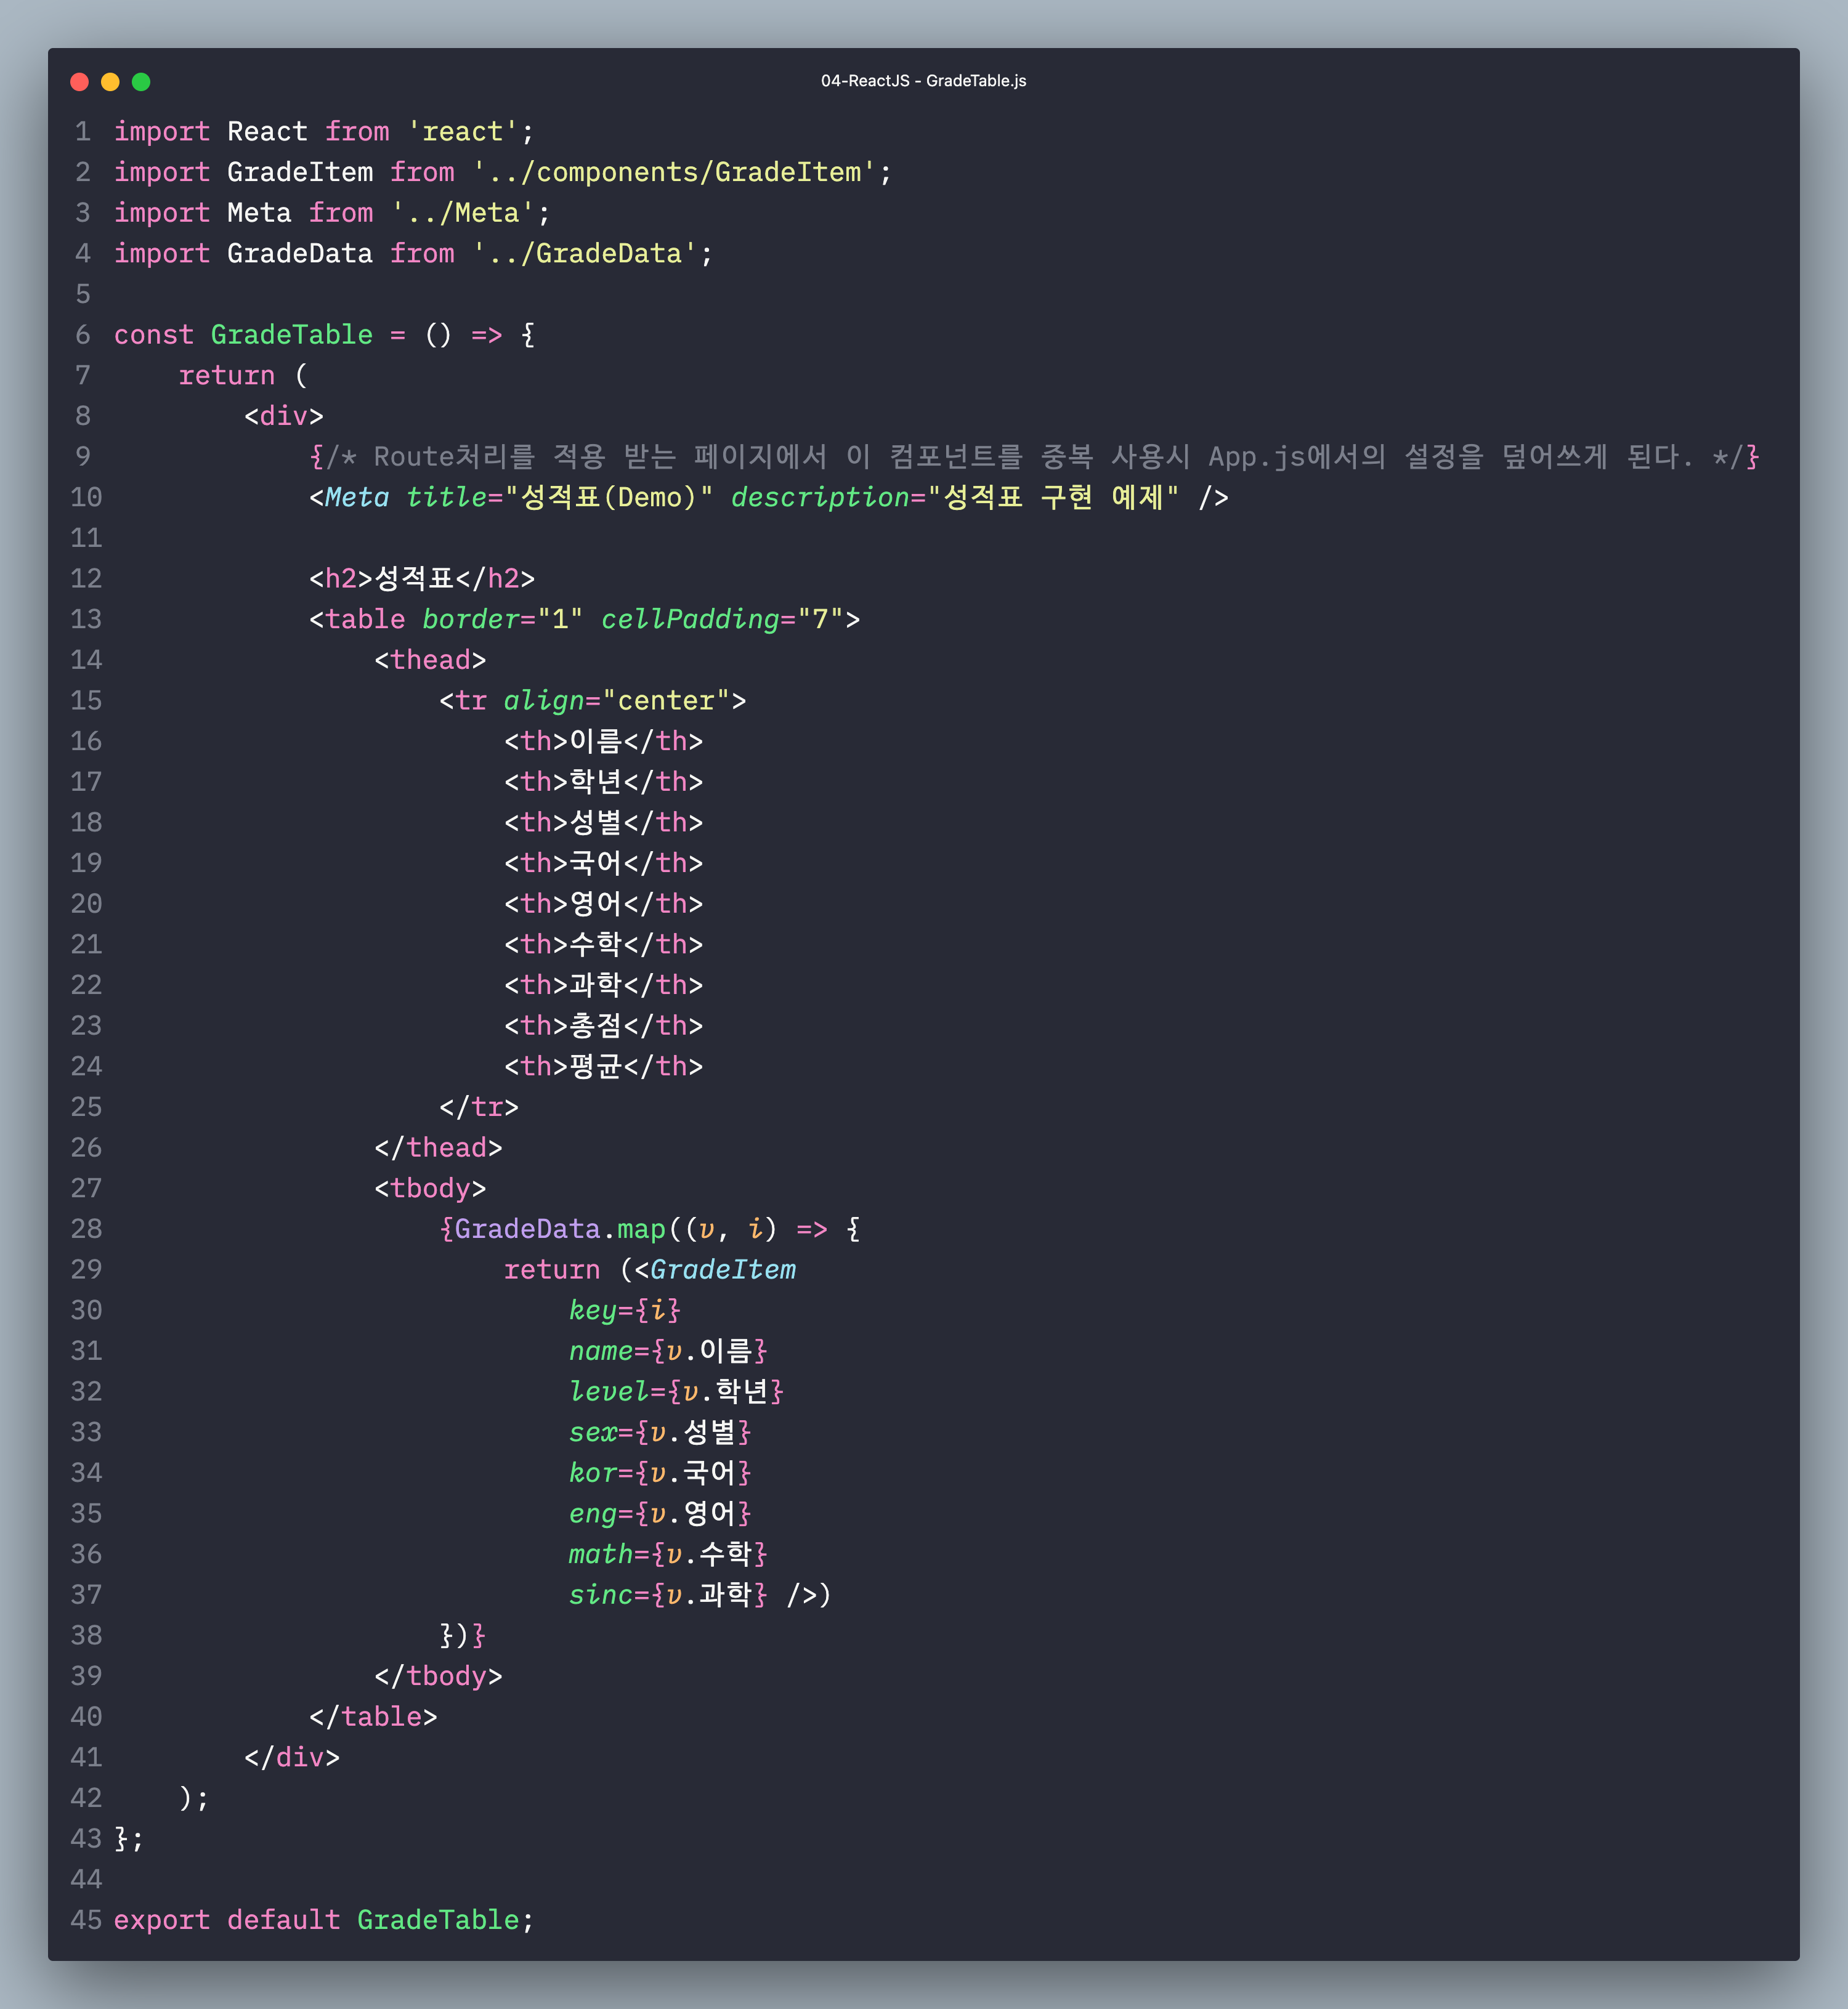 04-ReactJS - GradeTable.js
1 import React from 'react';
2 import GradeItem from '../components/GradeItem';
3 import Meta from '../Meta';
4 import GradeData from '../GradeData';
5
6 const GradeTable = () => {
7     return (
8         <div>
9             {/* Route처리를 적용 받는 페이지에서 이 컴포넌트를 중복 사용시 App.js에서의 설정을 덮어쓰게 된다. */}
10             <Meta title="성적표(Demo)" description="성적표 구현 예제" />
11
12             <h2>성적표</h2>
13             <table border="1" cellPadding="7">
14                 <thead>
15                     <tr align="center">
16                         <th>이름</th>
17                         <th>학년</th>
18                         <th>성별</th>
19                         <th>국어</th>
20                         <th>영어</th>
21                         <th>수학</th>
22                         <th>과학</th>
23                         <th>총점</th>
24                         <th>평균</th>
25                     </tr>
26                 </thead>
27                 <tbody>
28                     {GradeData.map((v, i) => {
29                         return (<GradeItem
30                             key={i}
31                             name={v.이름}
32                             level={v.학년}
33                             sex={v.성별}
34                             kor={v.국어}
35                             eng={v.영어}
36                             math={v.수학}
37                             sinc={v.과학} />)
38                     })}
39                 </tbody>
40             </table>
41         </div>
42     );
43 };
44
45 export default GradeTable;